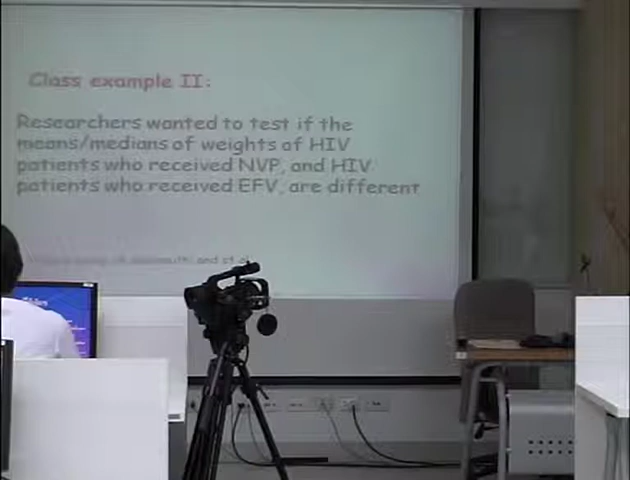 Class example II:
Researchers wanted to test if the
means/medians of weights of HIV
patients who received NVP, and HIV
patients who received EFV, are different